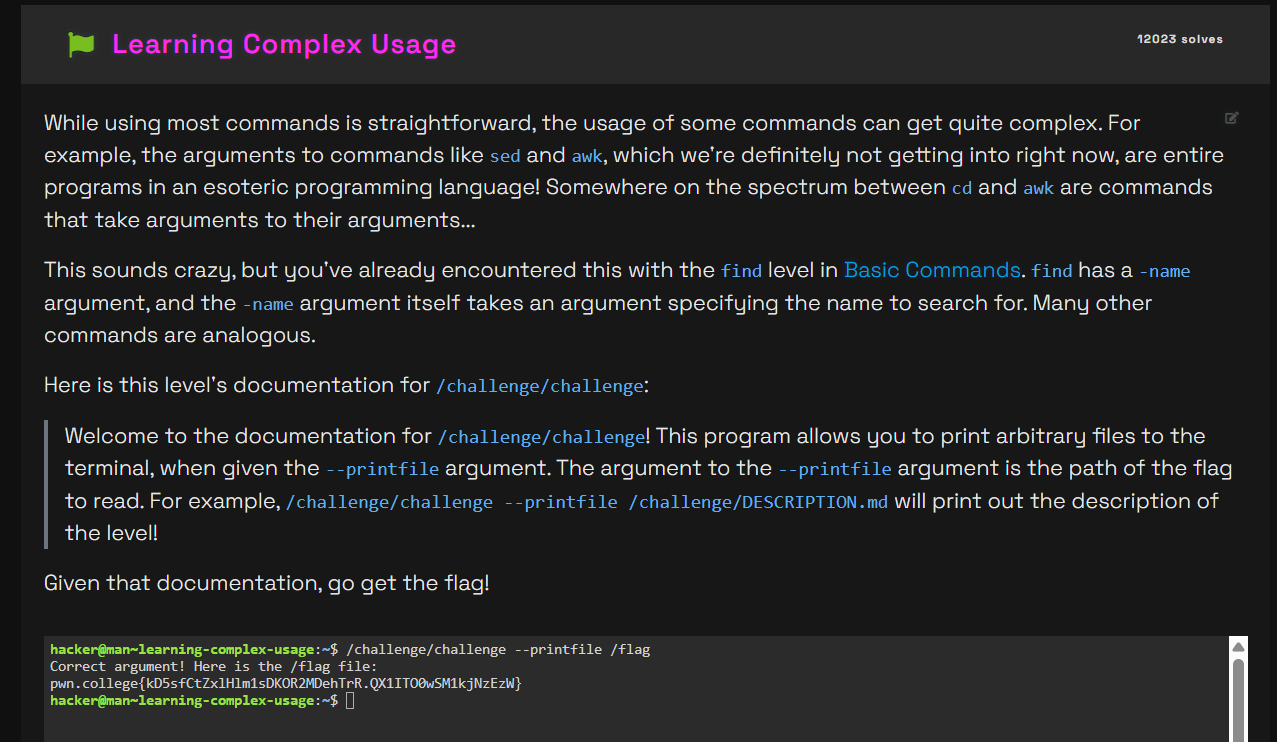 Learning Complex Usage
12023 solves
While using most commands is straightforward, the usage of some commands can get quite complex. For
example, the arguments to commands like sed and awk, which we're definitely not getting into right now, are entire
programs in an esoteric programming language! Somewhere on the spectrum between cd and awk are commands
that take arguments to their arguments...
This sounds crazy, but you've already encountered this with the find level in Basic Commands. find has a -name
argument, and the -name argument itself takes an argument specifying the name to search for. Many other
commands are analogous.
Here is this level's documentation for /challenge/challenge:
Welcome to the documentation for /challenge/challenge! This program allows you to print arbitrary files to the
terminal, when given the --printfile argument. The argument to the --printfile argument is the path of the flag
to read. For example, /challenge/challenge --printfile /challenge/DESCRIPTION.md will print out the description of
the level!
Given that documentation, go get the flag!
hacker@man~learning-complex-usage:~$ /challenge/challenge --printfile /flag
Correct argument! Here is the /flag file:
pwn.college{kD5sfCtZxlHlm1sDKOR2MDehTrR.QX1ITO0wSM1kjNzEzW}
hacker@man~learning-complex-usage:~$